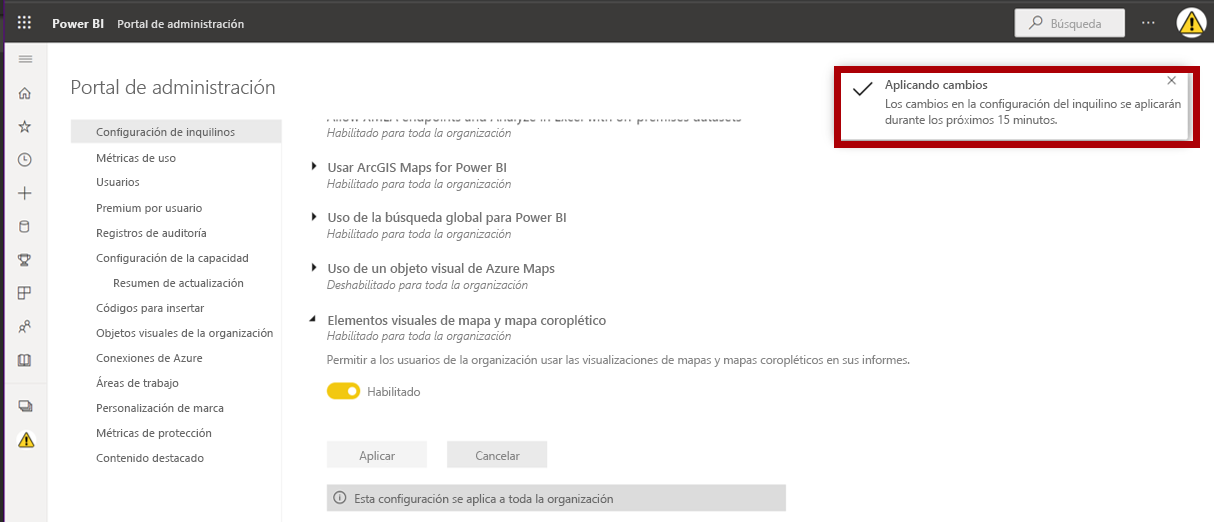 Power BI Portal de administración
Búsqueda
Portal de administración
Aplicando cambios
Los cambios en la configuración del inquilino se aplicarán
durante los próximos 15 minutos.
Configuración de inquilinos
Métricas de uso
Usuarios
Premium por usuario
Registros de auditoría
Configuración de la capacidad
Resumen de actualización
Códigos para insertar
Objetos visuales de la organización
Conexiones de Azure
Áreas de trabajo
Personalización de marca
Métricas de protección
Contenido destacado
Allow XMLA endpoints and Analyze in Excel with on-premises datasets
Habilitado para toda la organización
Usar ArcGIS Maps for Power BI
Habilitado para toda la organización
Uso de la búsqueda global para Power BI
Habilitado para toda la organización
Uso de un objeto visual de Azure Maps
Deshabilitado para toda la organización
Elementos visuales de mapa y mapa coroplético
Habilitado para toda la organización
Permitir a los usuarios de la organización usar las visualizaciones de mapas y mapas coropléticos en sus informes.
Habilitado
Aplicar
Cancelar
Esta configuración se aplica a toda la organización